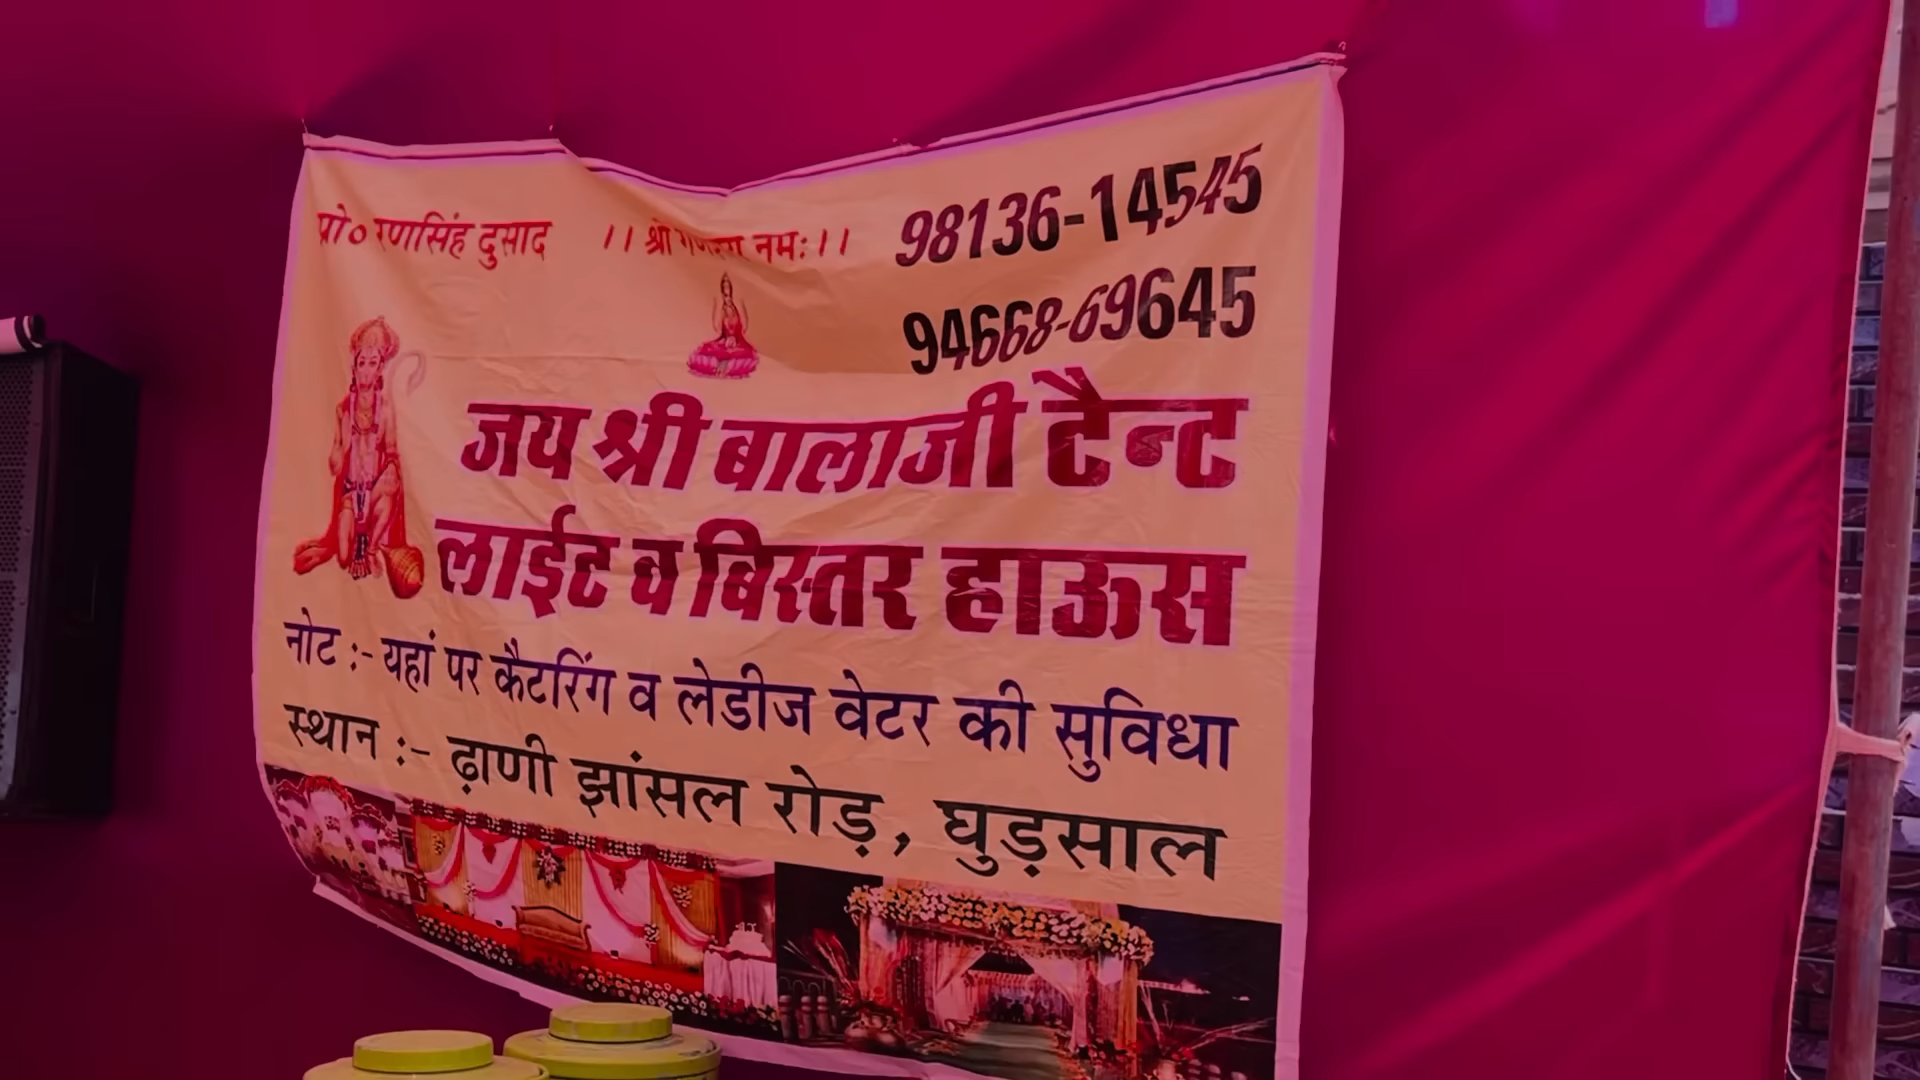 प्रो० रणसिंह दुसाद
।। श्री गणेशाय नमः ।।
98136-14545
94668-69645
जय श्री बालाजी टैन्ट
लाईट व बिस्तर हाऊस
नोट :- यहां पर कैटरिंग व लेडीज वेटर की सुविधा
स्थान :- ढ़ाणी झांसल रोड़, घुड़साल